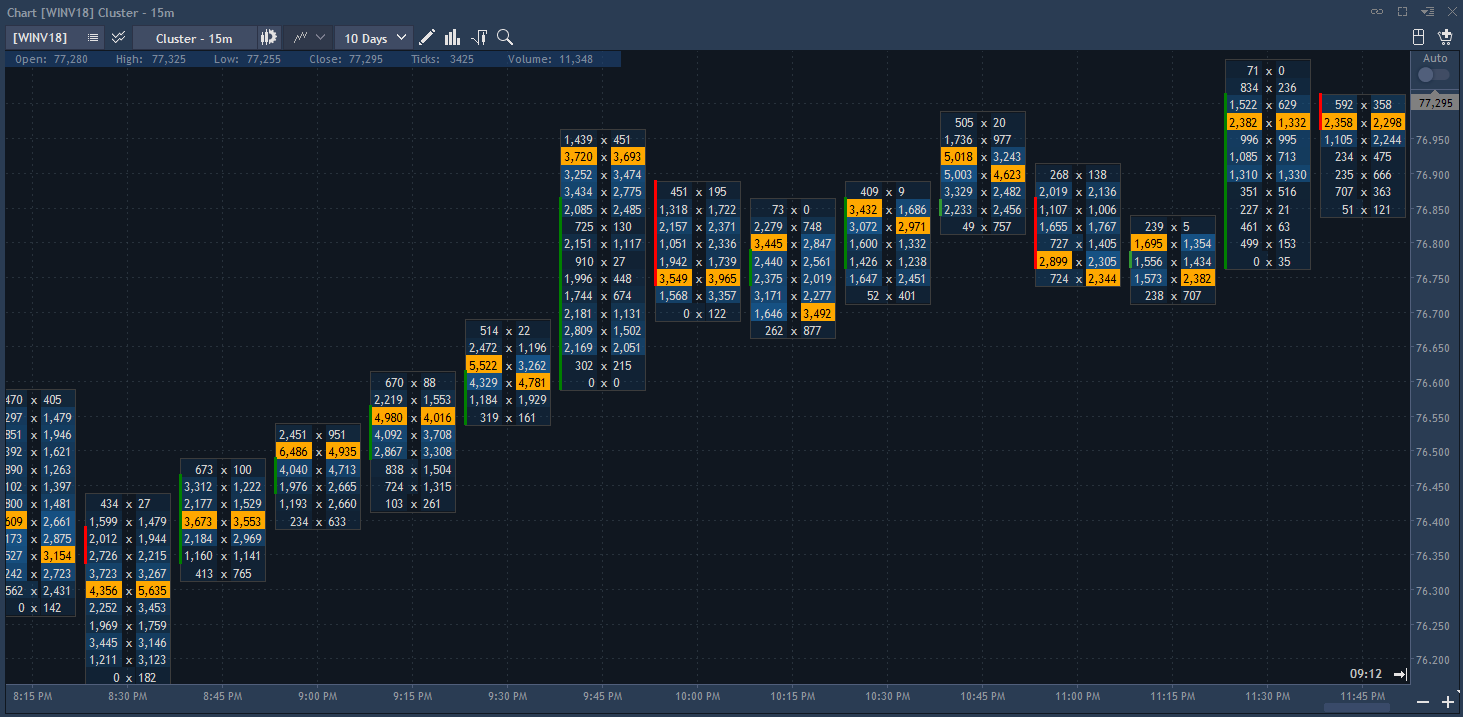 Chart [WINV18] Cluster - 15m
[WINV18] Cluster - 15m 10 Days
Open: 77,280 High: 77,325 Low: 77,255 Close: 77,295 Ticks: 3425 Volume: 11,348
Auto
77,295
76.950
76.900
76.850
76.800
76.750
76.700
76.650
76.600
76.550
76.500
76.450
76.400
76.350
76.300
76.250
76.200
470 x 405
297 x 1,479
851 x 1,946
392 x 1,621
890 x 1,263
102 x 1,397
800 x 1,481
609 x 2,661
173 x 2,875
527 x 3,154
242 x 2,723
562 x 2,431
0 x 142
434 x 27
1,599 x 1,479
2,012 x 1,944
2,726 x 2,215
3,723 x 3,267
4,356 x 5,635
2,252 x 3,453
1,969 x 1,759
3,445 x 3,146
1,211 x 3,123
0 x 182
673 x 100
3,312 x 1,222
2,177 x 1,529
3,673 x 3,553
2,184 x 2,969
1,160 x 1,141
413 x 765
2,451 x 951
6,486 x 4,935
4,040 x 4,713
1,976 x 2,665
1,193 x 2,660
234 x 633
670 x 88
2,219 x 1,553
4,980 x 4,016
4,092 x 3,708
2,867 x 3,308
838 x 1,504
724 x 1,315
103 x 261
514 x 22
2,472 x 1,196
5,522 x 3,262
4,329 x 4,781
1,184 x 1,929
319 x 161
1,439 x 451
3,720 x 3,693
3,252 x 3,474
3,434 x 2,775
2,085 x 2,485
725 x 130
2,151 x 1,117
910 x 27
1,996 x 448
1,744 x 674
2,181 x 1,131
2,809 x 1,502
2,169 x 2,051
302 x 215
0 x 0
451 x 195
1,318 x 1,722
2,157 x 2,371
1,051 x 2,336
1,942 x 1,739
3,549 x 3,965
1,568 x 3,357
0 x 122
73 x 0
2,279 x 748
3,445 x 2,847
2,440 x 2,561
2,375 x 2,019
3,171 x 2,277
1,646 x 3,492
262 x 877
409 x 9
3,432 x 1,686
3,072 x 2,971
1,600 x 1,332
1,426 x 1,238
1,647 x 2,451
52 x 401
505 x 20
1,736 x 977
5,018 x 3,243
5,003 x 4,623
3,329 x 2,482
2,233 x 2,456
49 x 757
268 x 138
2,019 x 2,136
1,107 x 1,006
1,655 x 1,767
727 x 1,405
2,899 x 2,305
724 x 2,344
239 x 5
1,695 x 1,354
1,556 x 1,434
1,573 x 2,382
238 x 707
71 x 0
834 x 236
1,522 x 629
2,382 x 1,332
996 x 995
1,085 x 713
1,310 x 1,330
351 x 516
227 x 21
461 x 63
499 x 153
0 x 35
592 x 358
2,358 x 2,298
1,105 x 2,244
234 x 475
235 x 666
707 x 363
51 x 121
09:12
8:15 PM 8:30 PM 8:45 PM 9:00 PM 9:15 PM 9:30 PM 9:45 PM 10:00 PM 10:15 PM 10:30 PM 10:45 PM 11:00 PM 11:15 PM 11:30 PM 11:45 PM